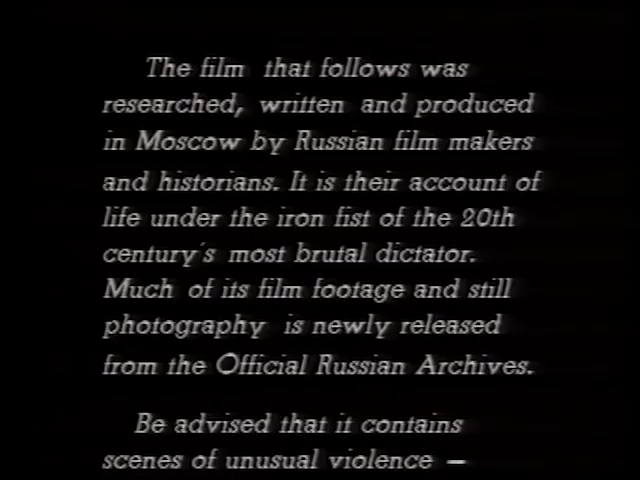 The film that follows was
researched, written and produced
in Moscow by Russian film makers
and historians. It is their account of
life under the iron fist of the 20th
century's most brutal dictator.
Much of its film footage and still
photography is newly released
from the Official Russian Archives.
Be advised that it contains
scenes of unusual violence —